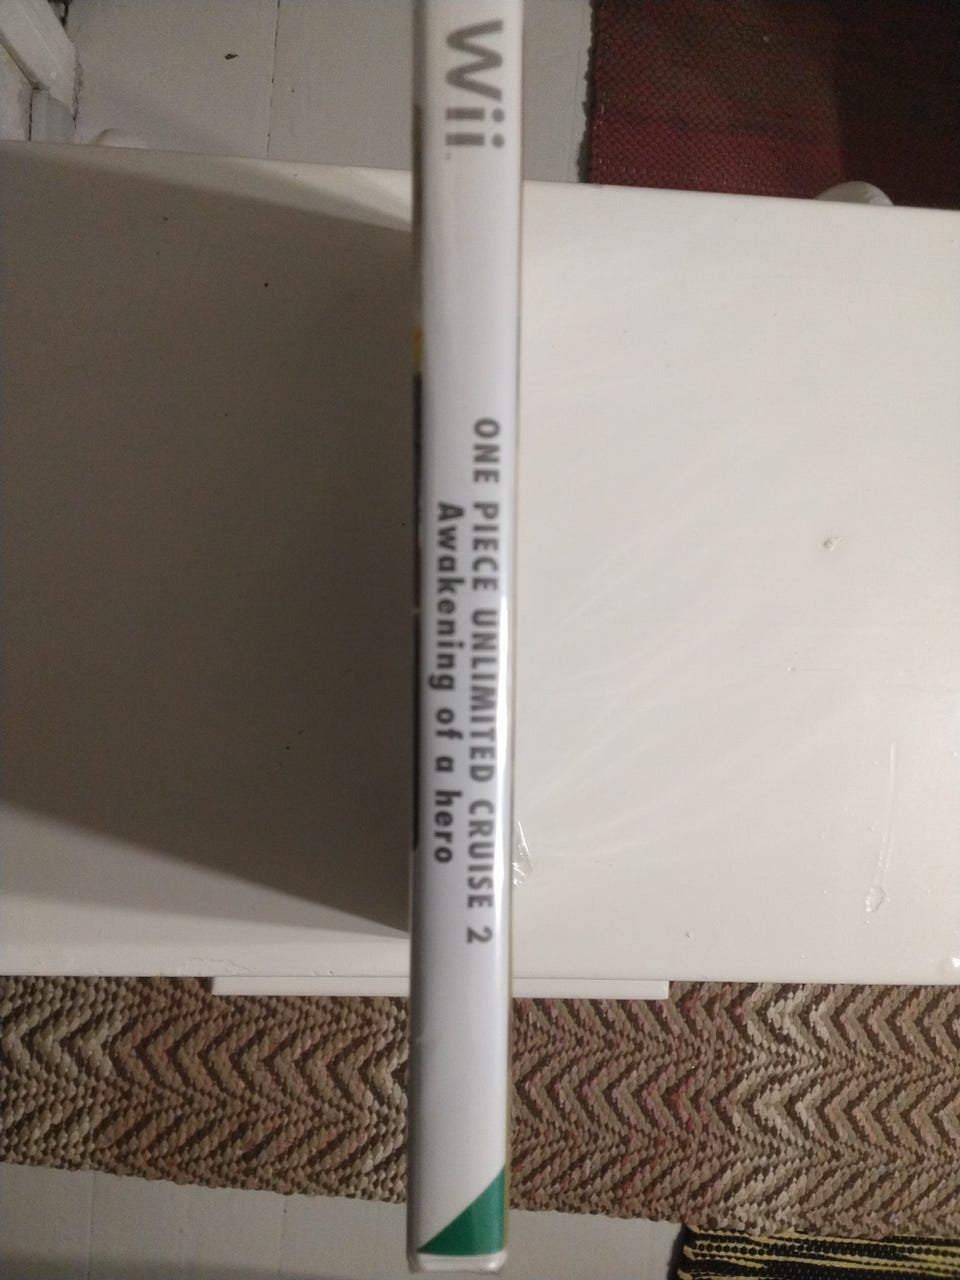 Wii
ONE PIECE UNLIMITED CRUISE 2
Awakening of a hero